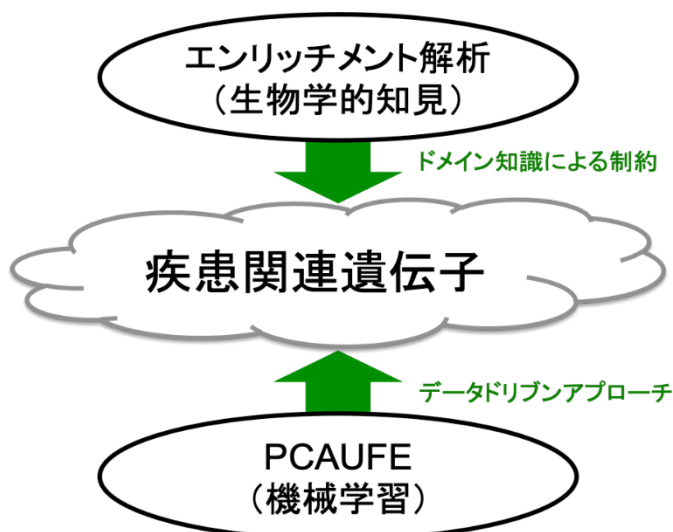 エンリッチメント解析
（生物学的知見）
ドメイン知識による制約
疾患関連遺伝子
データドリブンアプローチ
PCAUFE
（機械学習）